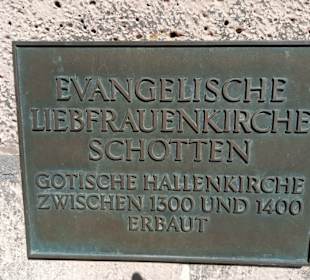 EVANGELISCHE
LIEBFRAUENKIRCHE
SCHOTTEN
GOTISCHE HALLENKIRCHE
ZWISCHEN 1300 UND 1400
ERBAUT